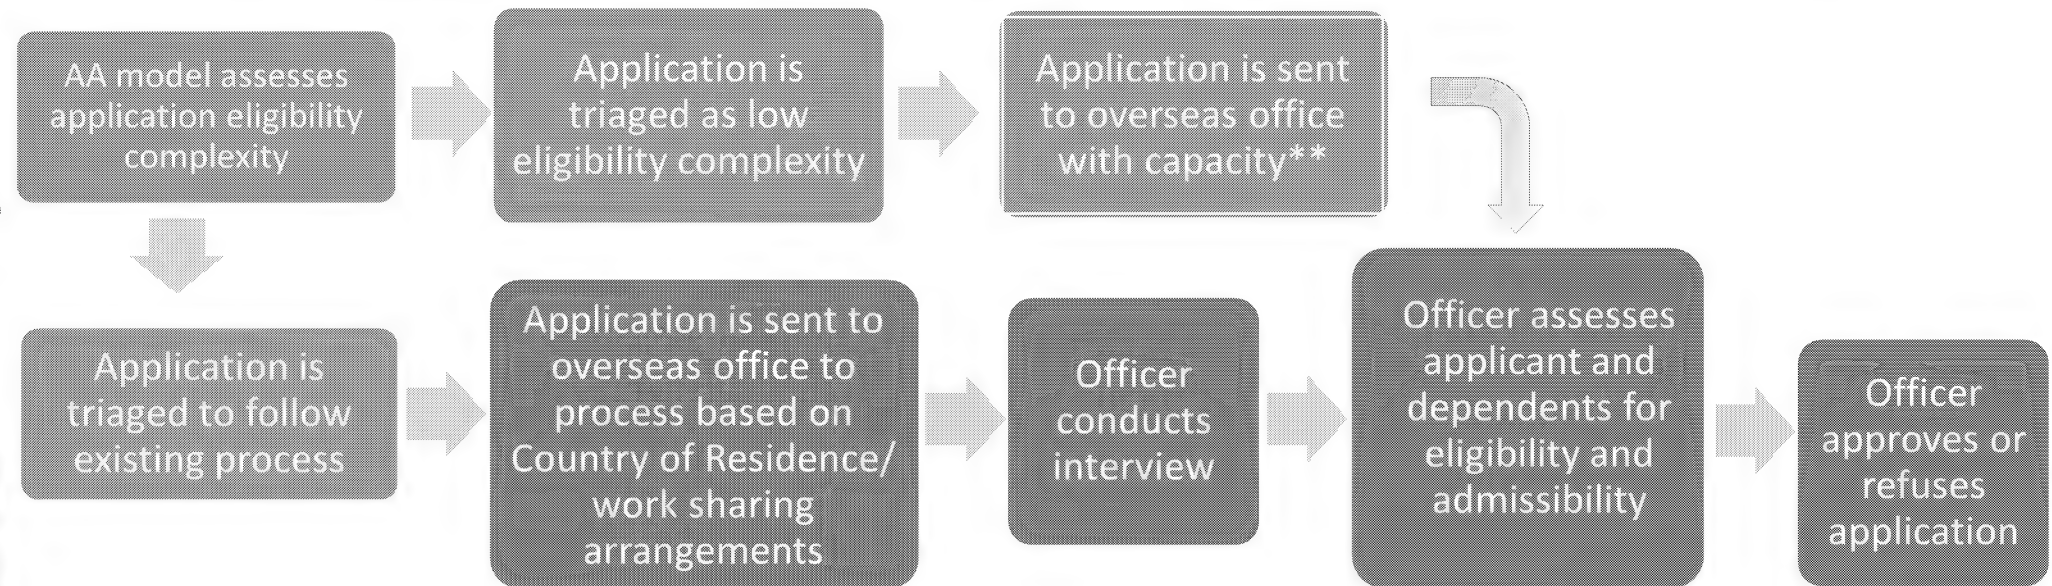 AA model assesses
application eligibility
complexity
Application is
triaged as low
eligibility complexity
Application is sent
to overseas office
with capacity**
Application is
triaged to follow
existing process
Application is sent to
overseas office to
process based on
Country of Residence/
work sharing
arrangements
Officer
conducts
interview
Officer assesses
applicant and
dependents for
eligibility and
admissibility
Officer
approves or
refuses
application